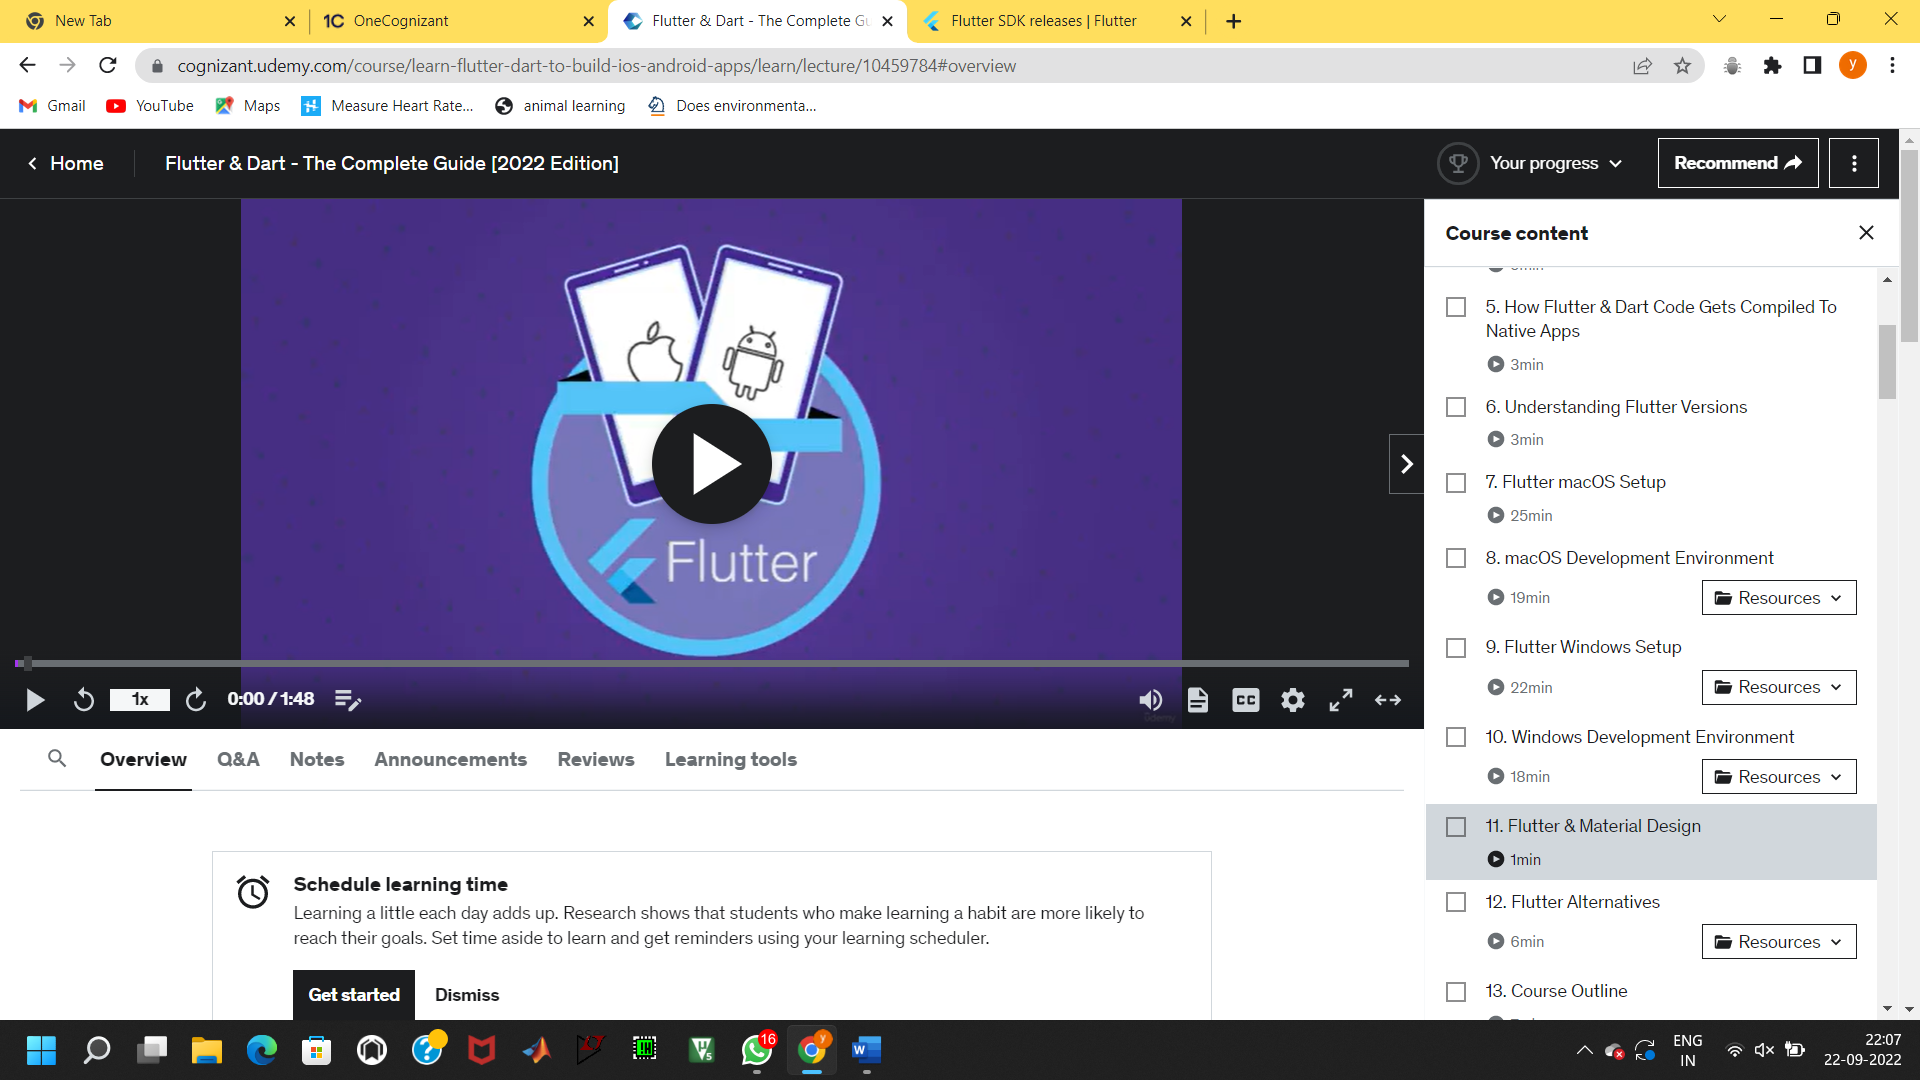 New Tab
OneCognizant
Flutter & Dart - The Complete Gu
Flutter SDK releases | Flutter
cognizant.udemy.com/course/learn-flutter-dart-to-build-ios-android-apps/learn/lecture/10459784#overview
y
Gmail
YouTube
Maps
Measure Heart Rate...
animal learning
Does environmenta...
Home
Flutter & Dart - The Complete Guide [2022 Edition]
Your progress
Recommend
Course content
5. How Flutter & Dart Code Gets Compiled To
Native Apps
3min
6. Understanding Flutter Versions
3min
7. Flutter macOS Setup
25min
8. macOS Development Environment
19min
Resources
9. Flutter Windows Setup
22min
Resources
10. Windows Development Environment
18min
Resources
11. Flutter & Material Design
1min
12. Flutter Alternatives
6min
Resources
13. Course Outline
Flutter
1x
0:00 / 1:48
CC
Udemy
Overview
Q&A
Notes
Announcements
Reviews
Learning tools
Schedule learning time
Learning a little each day adds up. Research shows that students who make learning a habit are more likely to
reach their goals. Set time aside to learn and get reminders using your learning scheduler.
Get started
Dismiss
16
y
ENG
IN
22:07
22-09-2022